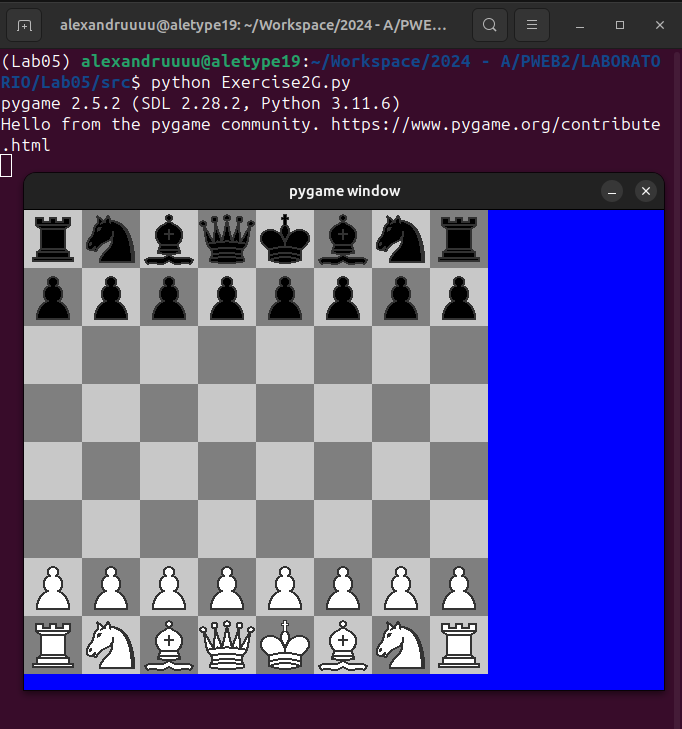 alexandruuuu@aletype19: ~/Workspace/2024 - A/PWE...
(Lab05) alexandruuuu@aletype19:~/Workspace/2024 - A/PWEB2/LABORATO
RIO/Lab05/src$ python Exercise2G.py
pygame 2.5.2 (SDL 2.28.2, Python 3.11.6)
Hello from the pygame community. https://www.pygame.org/contribute
.html
pygame window